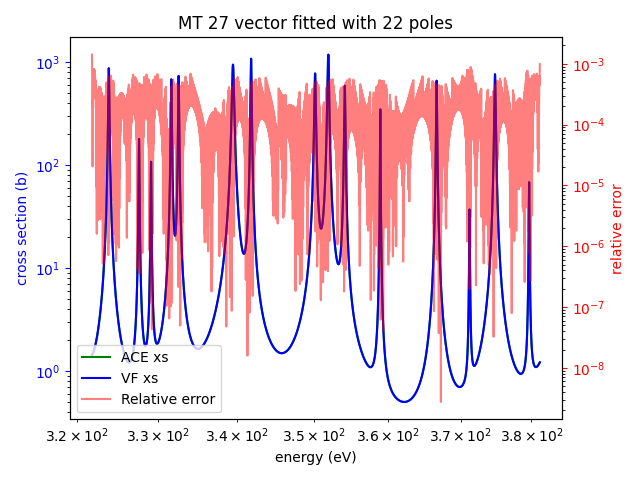 MT 27 vector fitted with 22 poles
10³
10²
10¹
10⁰
cross section (b)
10⁻³
10⁻⁴
10⁻⁵
10⁻⁶
10⁻⁷
10⁻⁸
relative error
ACE xs
VF xs
Relative error
3.2 × 10² 3.3 × 10² 3.4 × 10² 3.5 × 10² 3.6 × 10² 3.7 × 10² 3.8 × 10²
energy (eV)